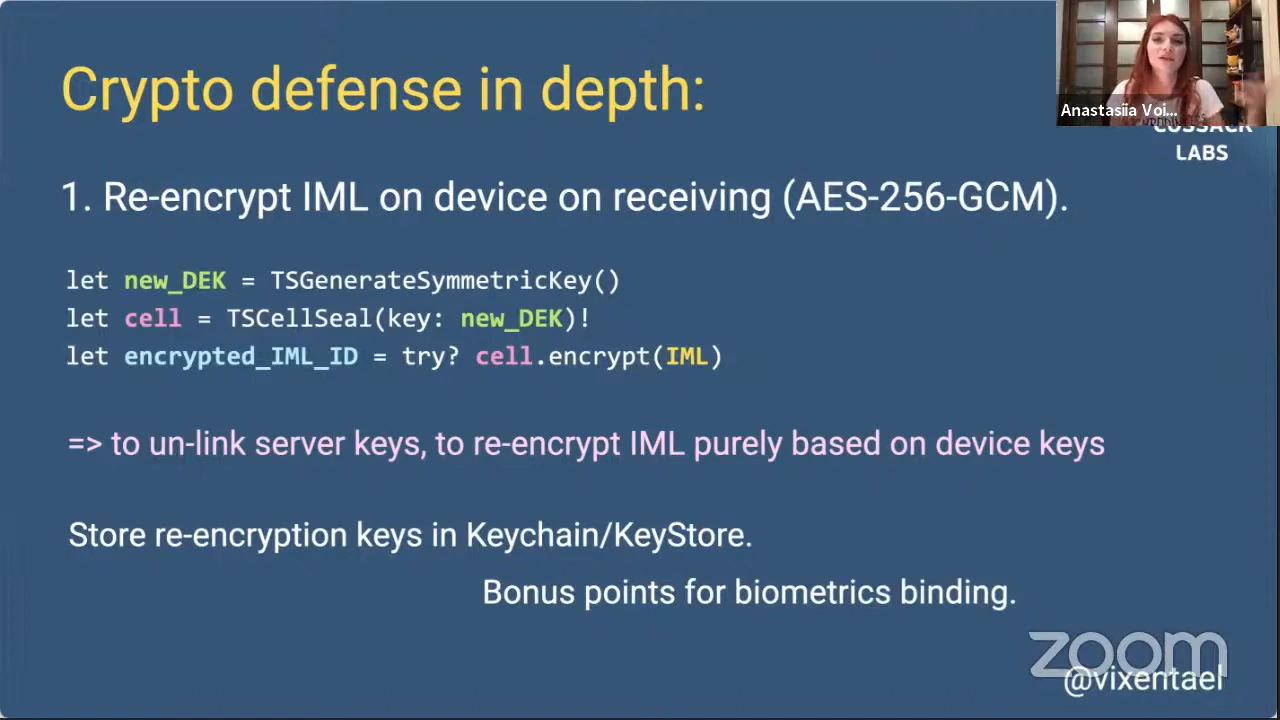 Crypto defense in depth:
Anastasiia Voi...
COSSACK
LABS
1. Re-encrypt IML on device on receiving (AES-256-GCM).
let new_DEK = TSGenerateSymmetricKey()
let cell = TSCellSeal(key: new_DEK)!
let encrypted_IML_ID = try? cell.encrypt(IML)
=> to un-link server keys, to re-encrypt IML purely based on device keys
Store re-encryption keys in Keychain/KeyStore.
Bonus points for biometrics binding.
zoom
@vixentael